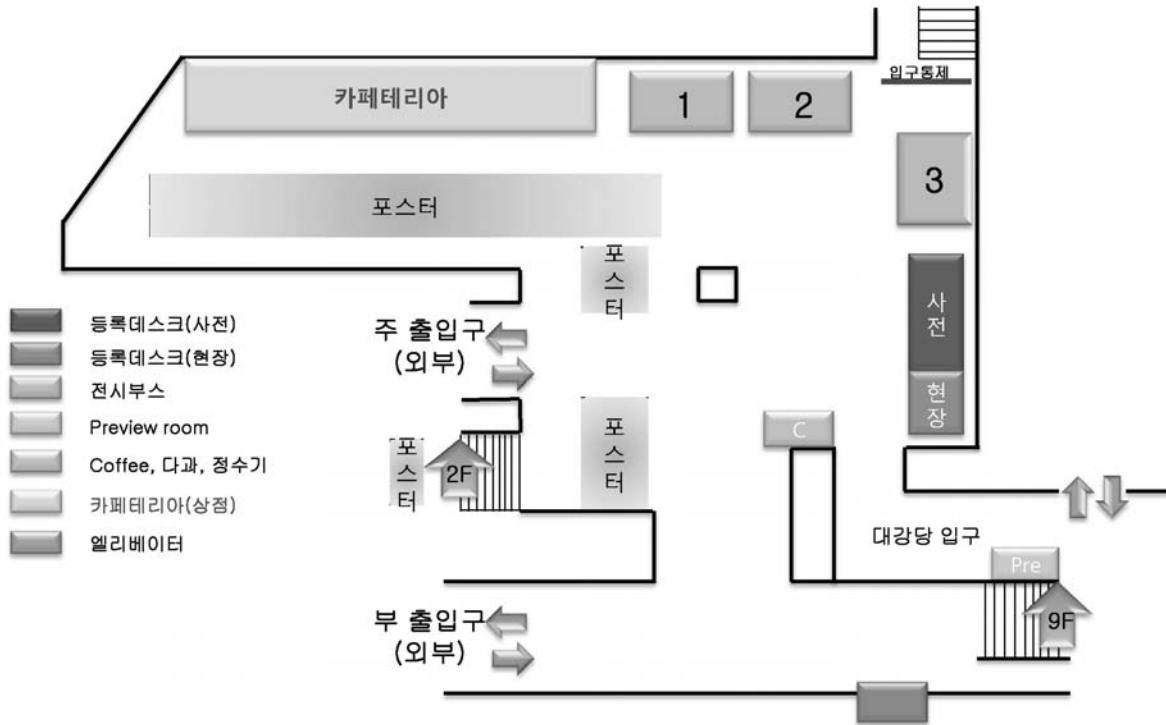 입구통제
카페테리아
1
2
3
포스터
포
스
터
사
전
현
장
등록데스크(사전)
등록데스크(현장)
전시부스
Preview room
Coffee, 다과, 정수기
카페테리아(상점)
엘리베이터
주 출입구
(외부)
포
스
터
2F
포
스
터
C
대강당 입구
Pre
9F
부 출입구
(외부)